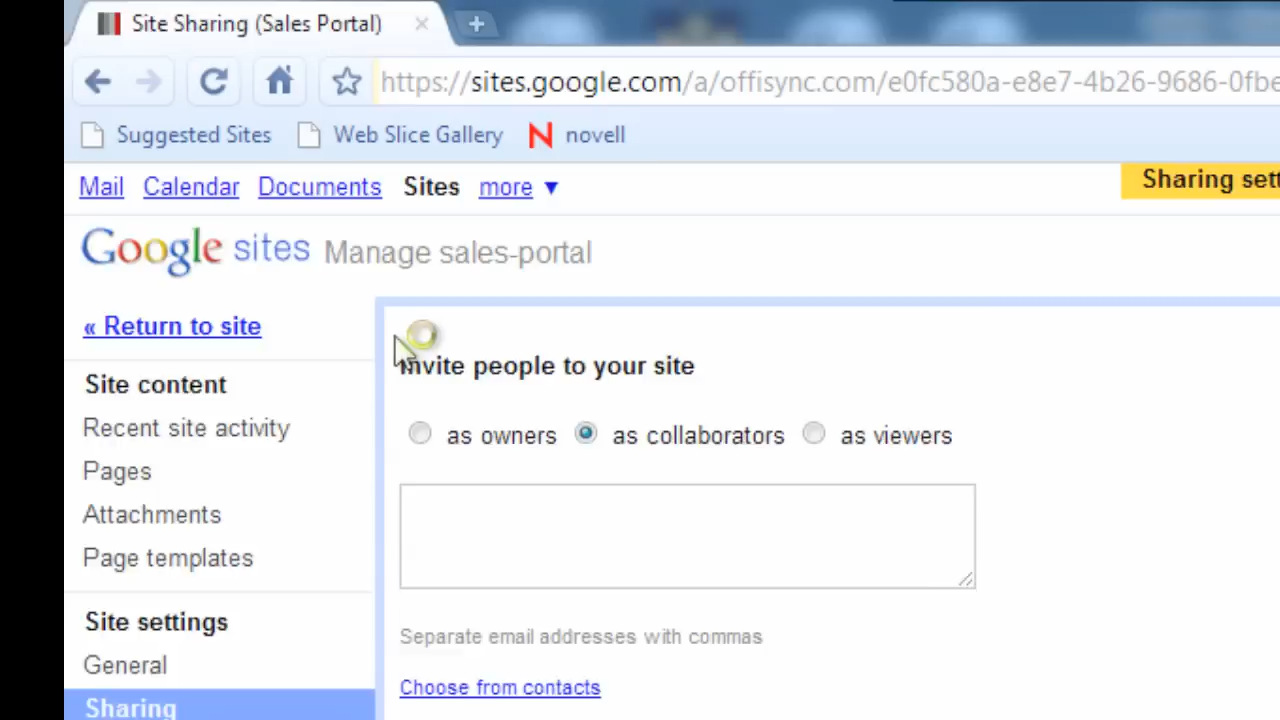 Site Sharing (Sales Portal)
https://sites.google.com/a/offisync.com/e0fc580a-e8e7-4b26-9686-0fbe
Suggested Sites Web Slice Gallery novell
Mail Calendar Documents Sites more ▼
Sharing sett
Google sites Manage sales-portal
« Return to site
Site content
Recent site activity
Pages
Attachments
Page templates
Site settings
General
Sharing
Invite people to your site
as owners as collaborators as viewers
Separate email addresses with commas
Choose from contacts